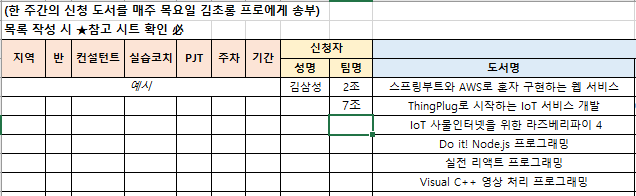 (한 주간의 신청 도서를 매주 목요일 김초롱 프로에게 송부)
목록 작성 시 ★참고 시트 확인 必
신청자
지역 반 컨설턴트 실습코치 PJT 주차 기간
성명 팀명 도서명
예시 김삼성 2조 스프링부트와 AWS로 혼자 구현하는 웹 서비스
7조 ThingPlug로 시작하는 IoT 서비스 개발
IoT 사물인터넷을 위한 라즈베리파이 4
Do it! Node.js 프로그래밍
실전 리액트 프로그래밍
Visual C++ 영상 처리 프로그래밍